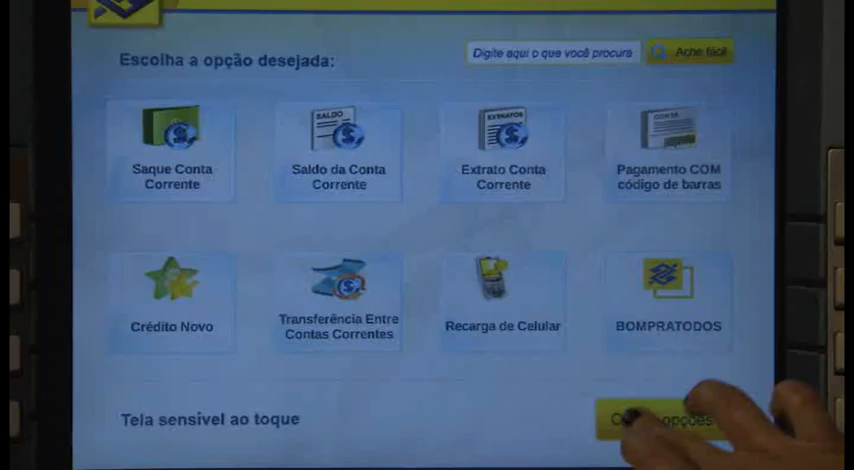 Escolha a opção desejada:
Digite aqui o que você procura
Ache fácil
Saque Conta
Corrente
SALDO
Saldo da Conta
Corrente
EXTRATOS
Extrato Conta
Corrente
CONTA
Pagamento COM
código de barras
Crédito Novo
Transferência Entre
Contas Correntes
Recarga de Celular
BOMPRATODOS
Tela sensível ao toque
opções